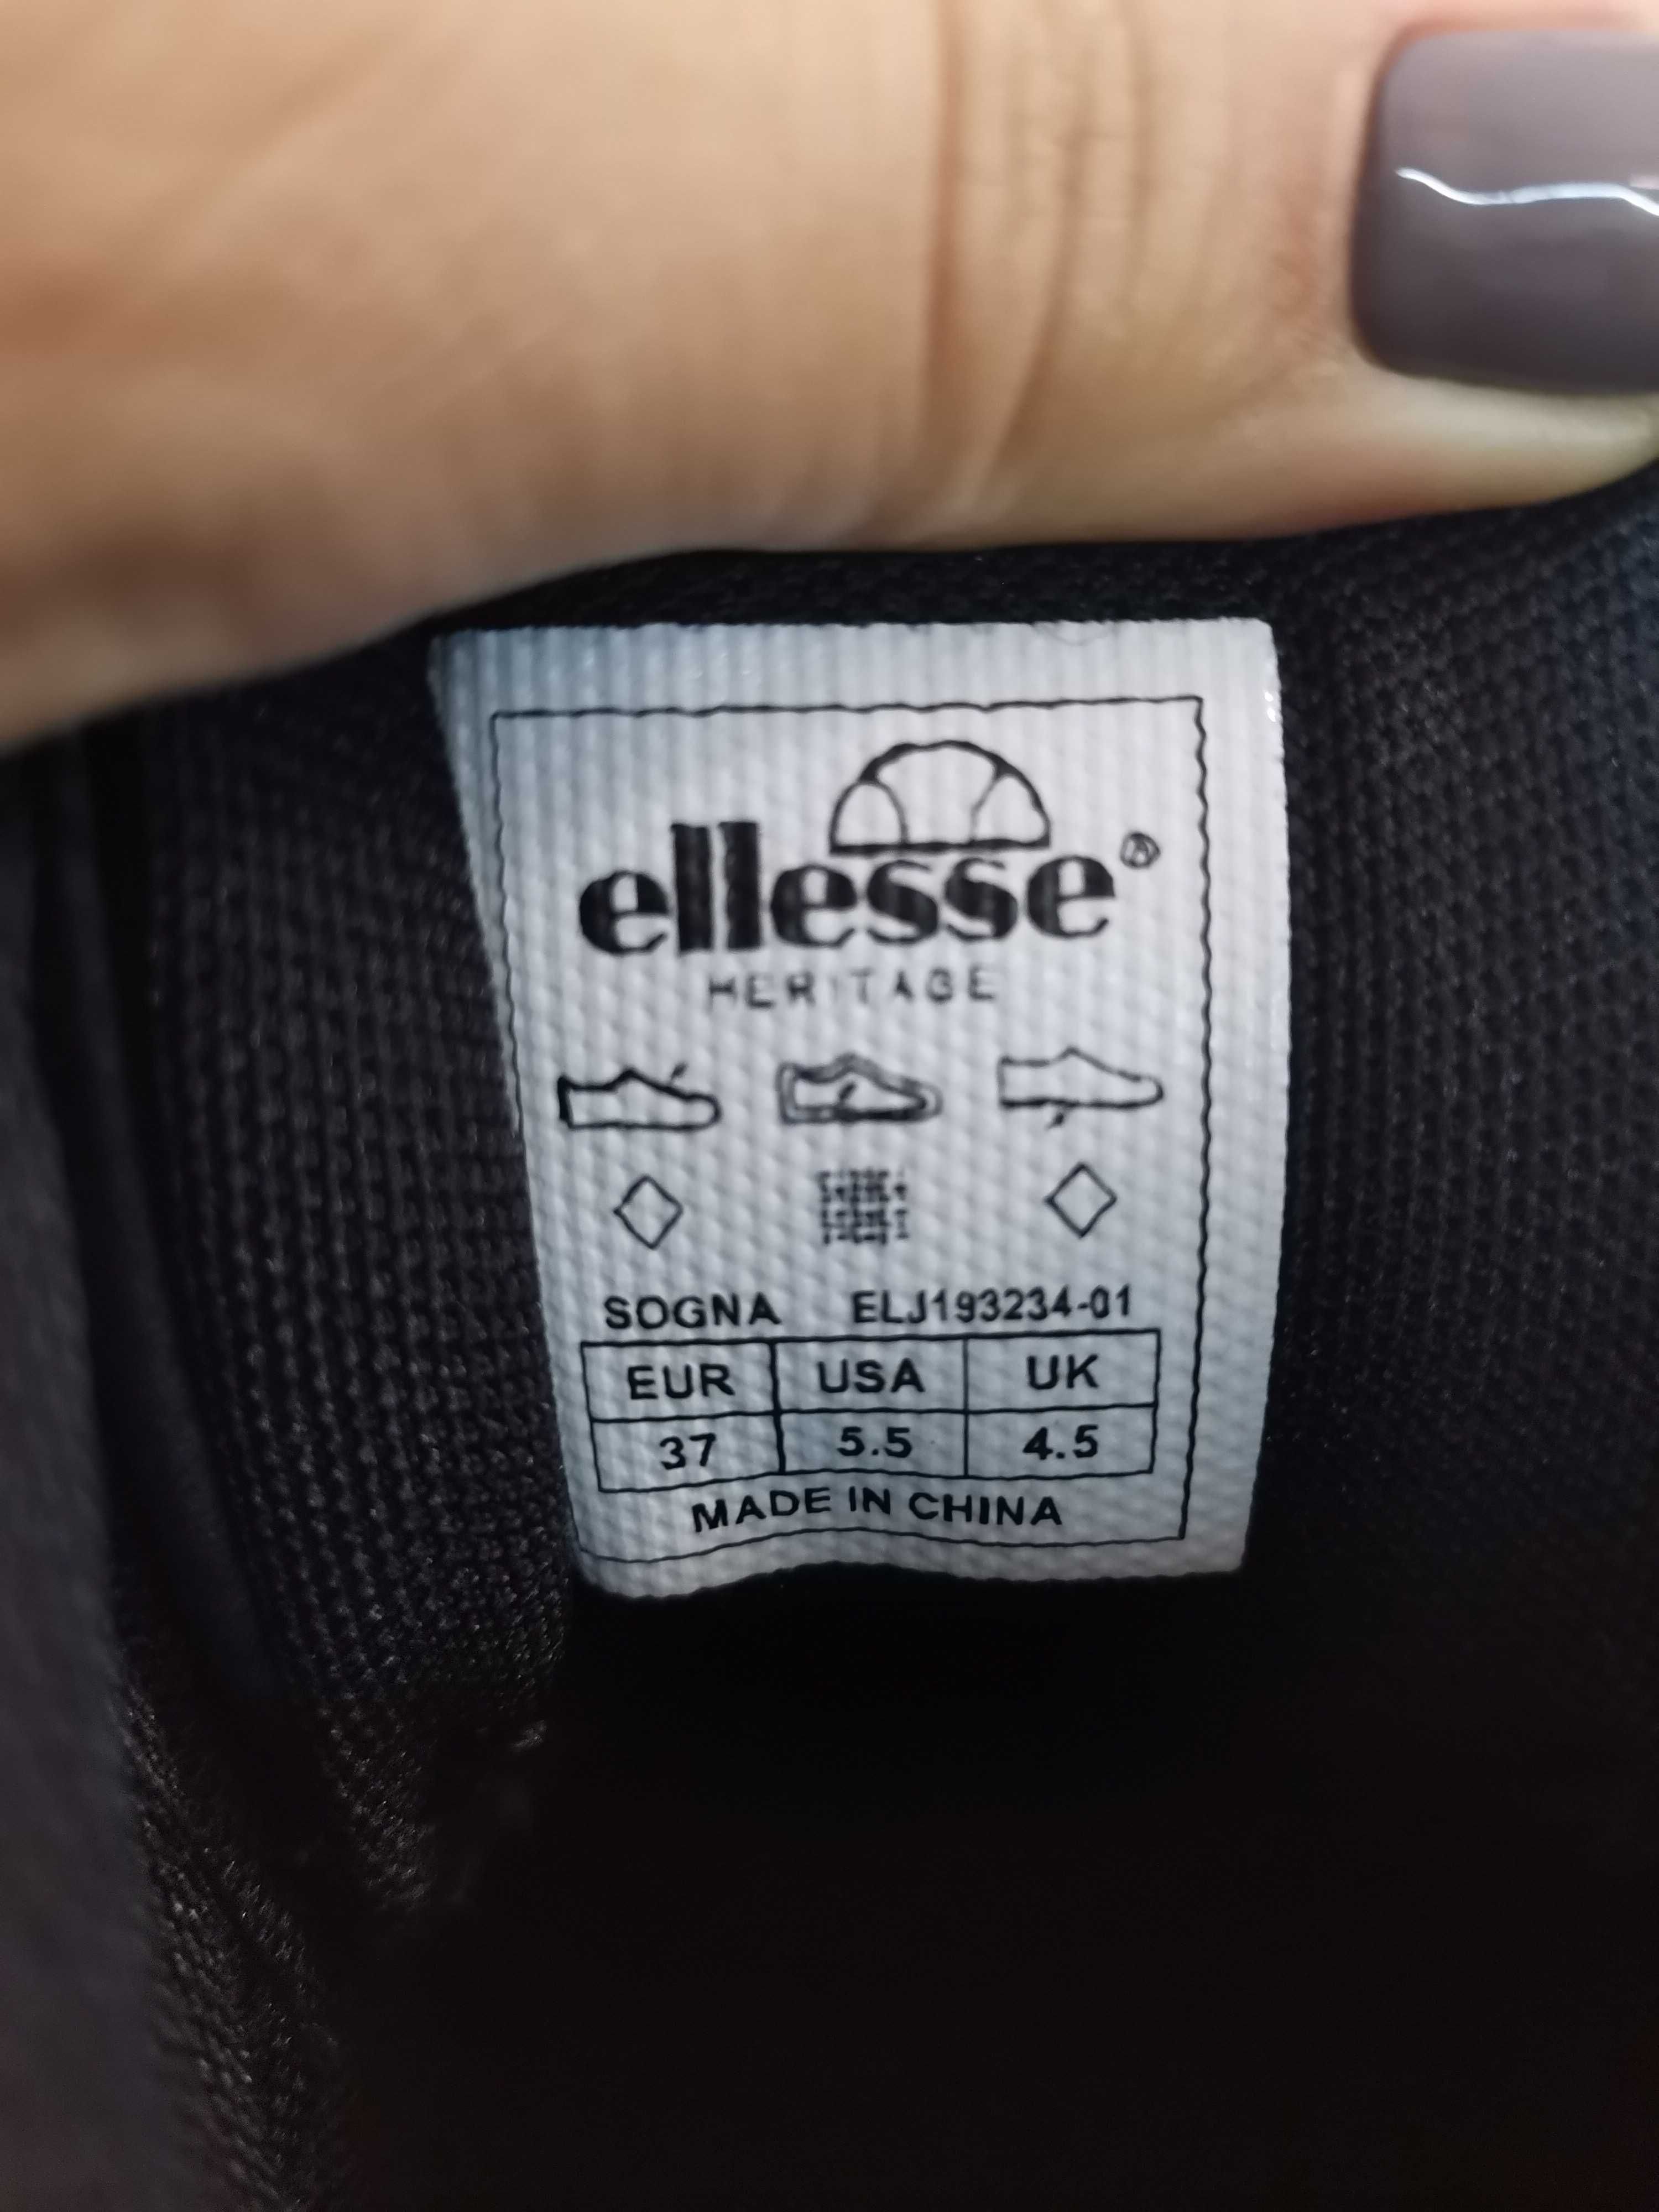 ellesse®
HERITAGE
SOGNA ELJ193234-01
EUR USA UK
37 5.5 4.5
MADE IN CHINA